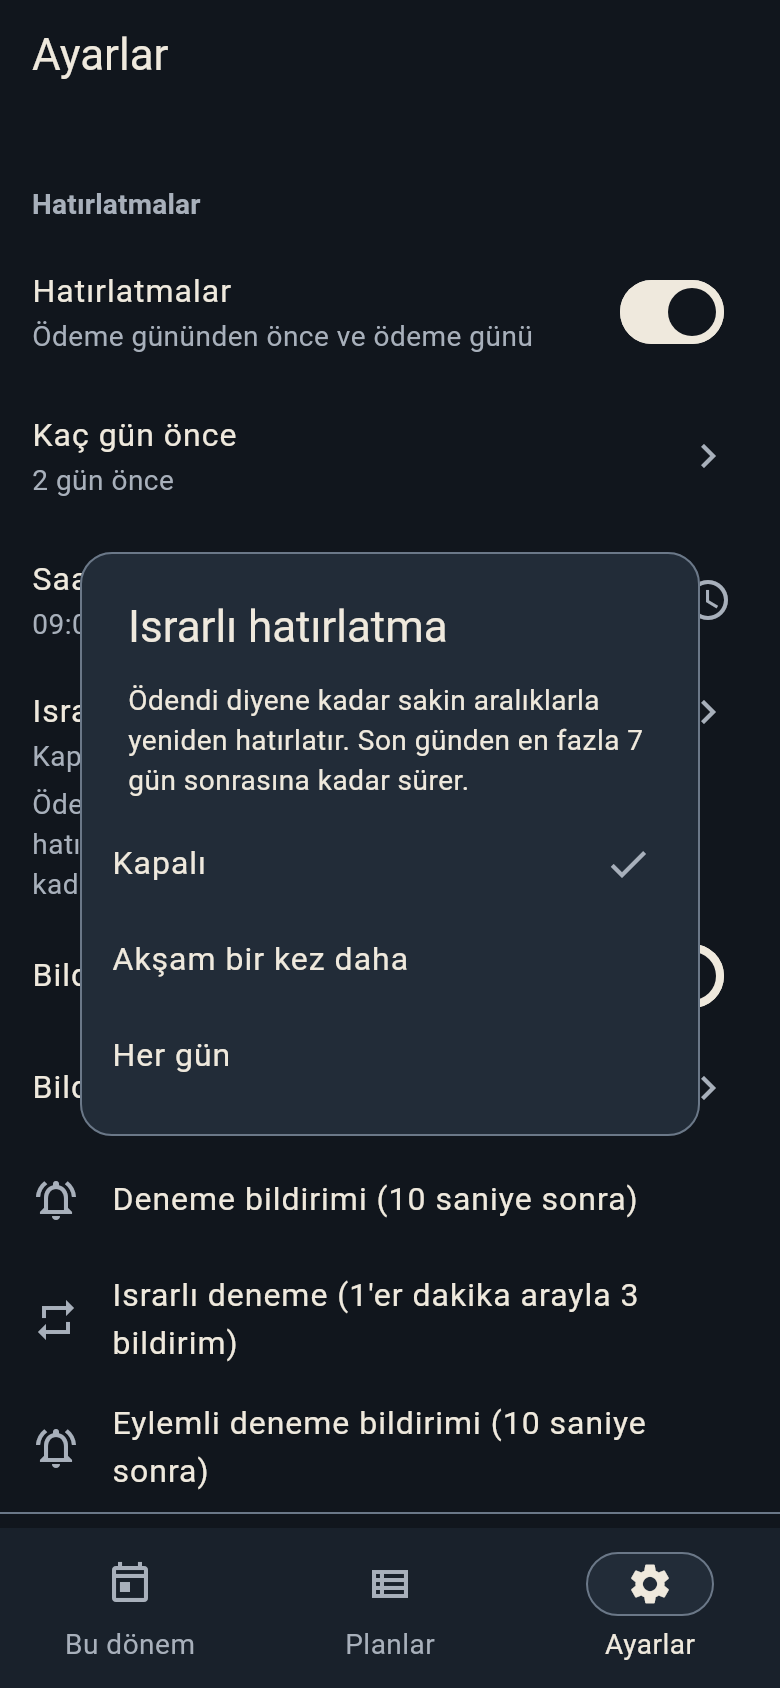 Ayarlar
Hatırlatmalar
Hatırlatmalar
Ödeme gününden önce ve ödeme günü
Kaç gün önce
2 gün önce
Israrlı hatırlatma
Ödendi diyene kadar sakin aralıklarla
yeniden hatırlatır. Son günden en fazla 7
gün sonrasına kadar sürer.
Kapalı
Akşam bir kez daha
Her gün
Deneme bildirimi (10 saniye sonra)
Israrlı deneme (1'er dakika arayla 3
bildirim)
Eylemli deneme bildirimi (10 saniye
sonra)
Bu dönem
Planlar
Ayarlar